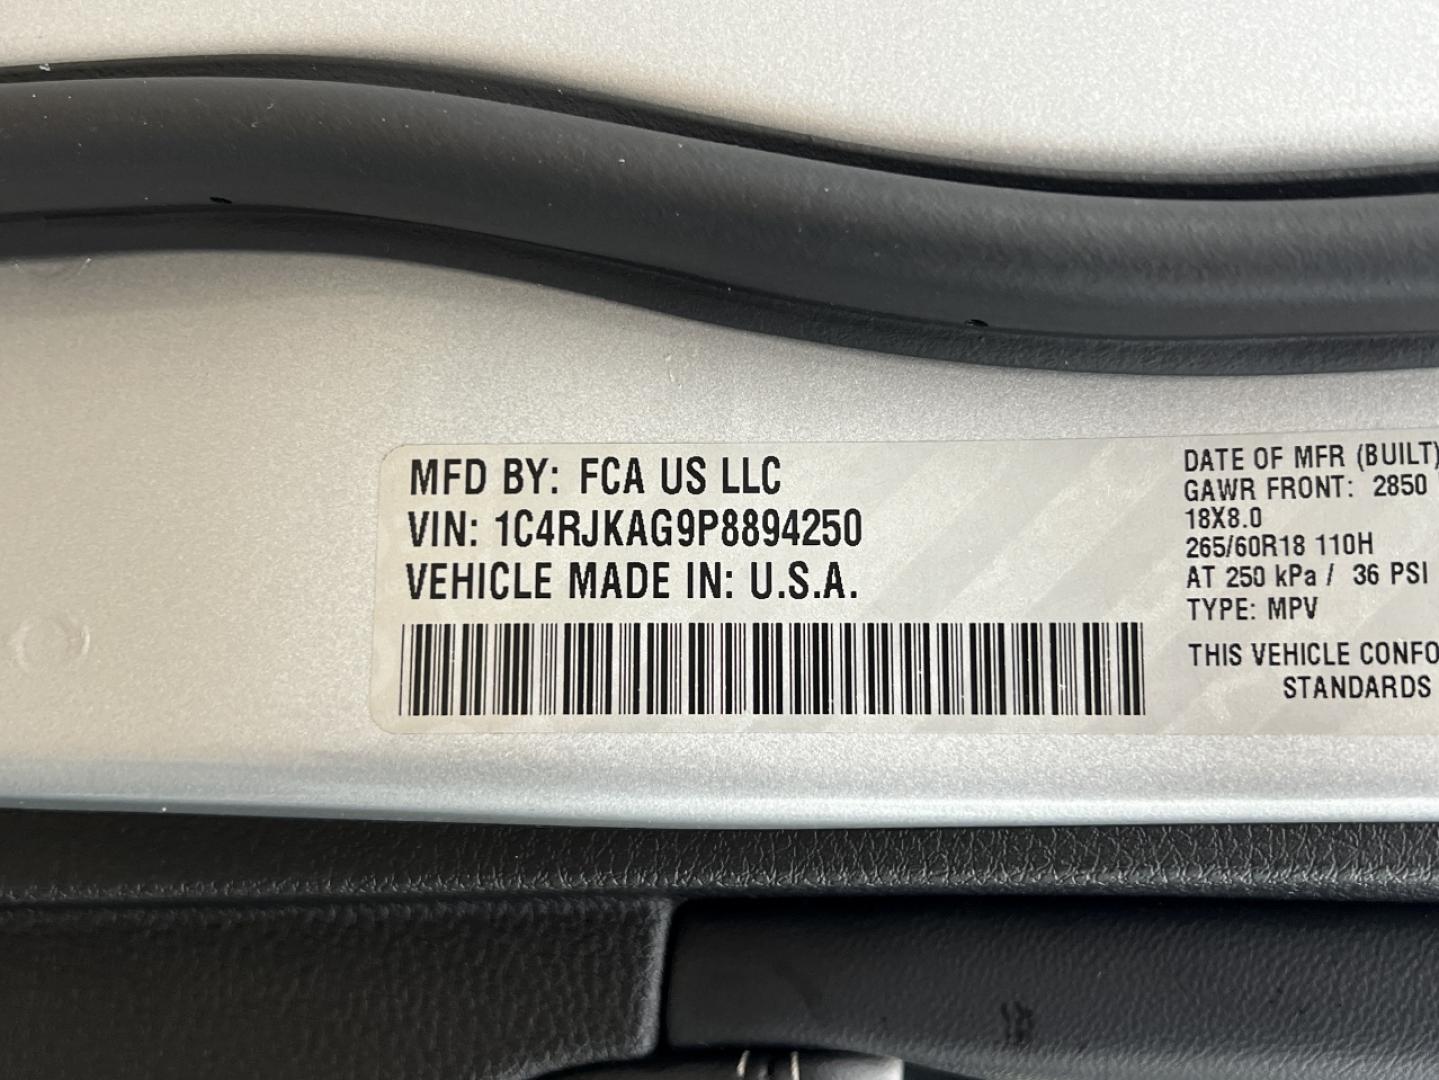 MFD BY: FCA US LLC
VIN: 1C4RJKAG9P8894250
VEHICLE MADE IN: U.S.A.
DATE OF MFR (BUILT)
GAWR FRONT: 2850
18X8.0
265/60R18 110H
AT 250 kPa / 36 PSI
TYPE: MPV
THIS VEHICLE CONFO
STANDARDS